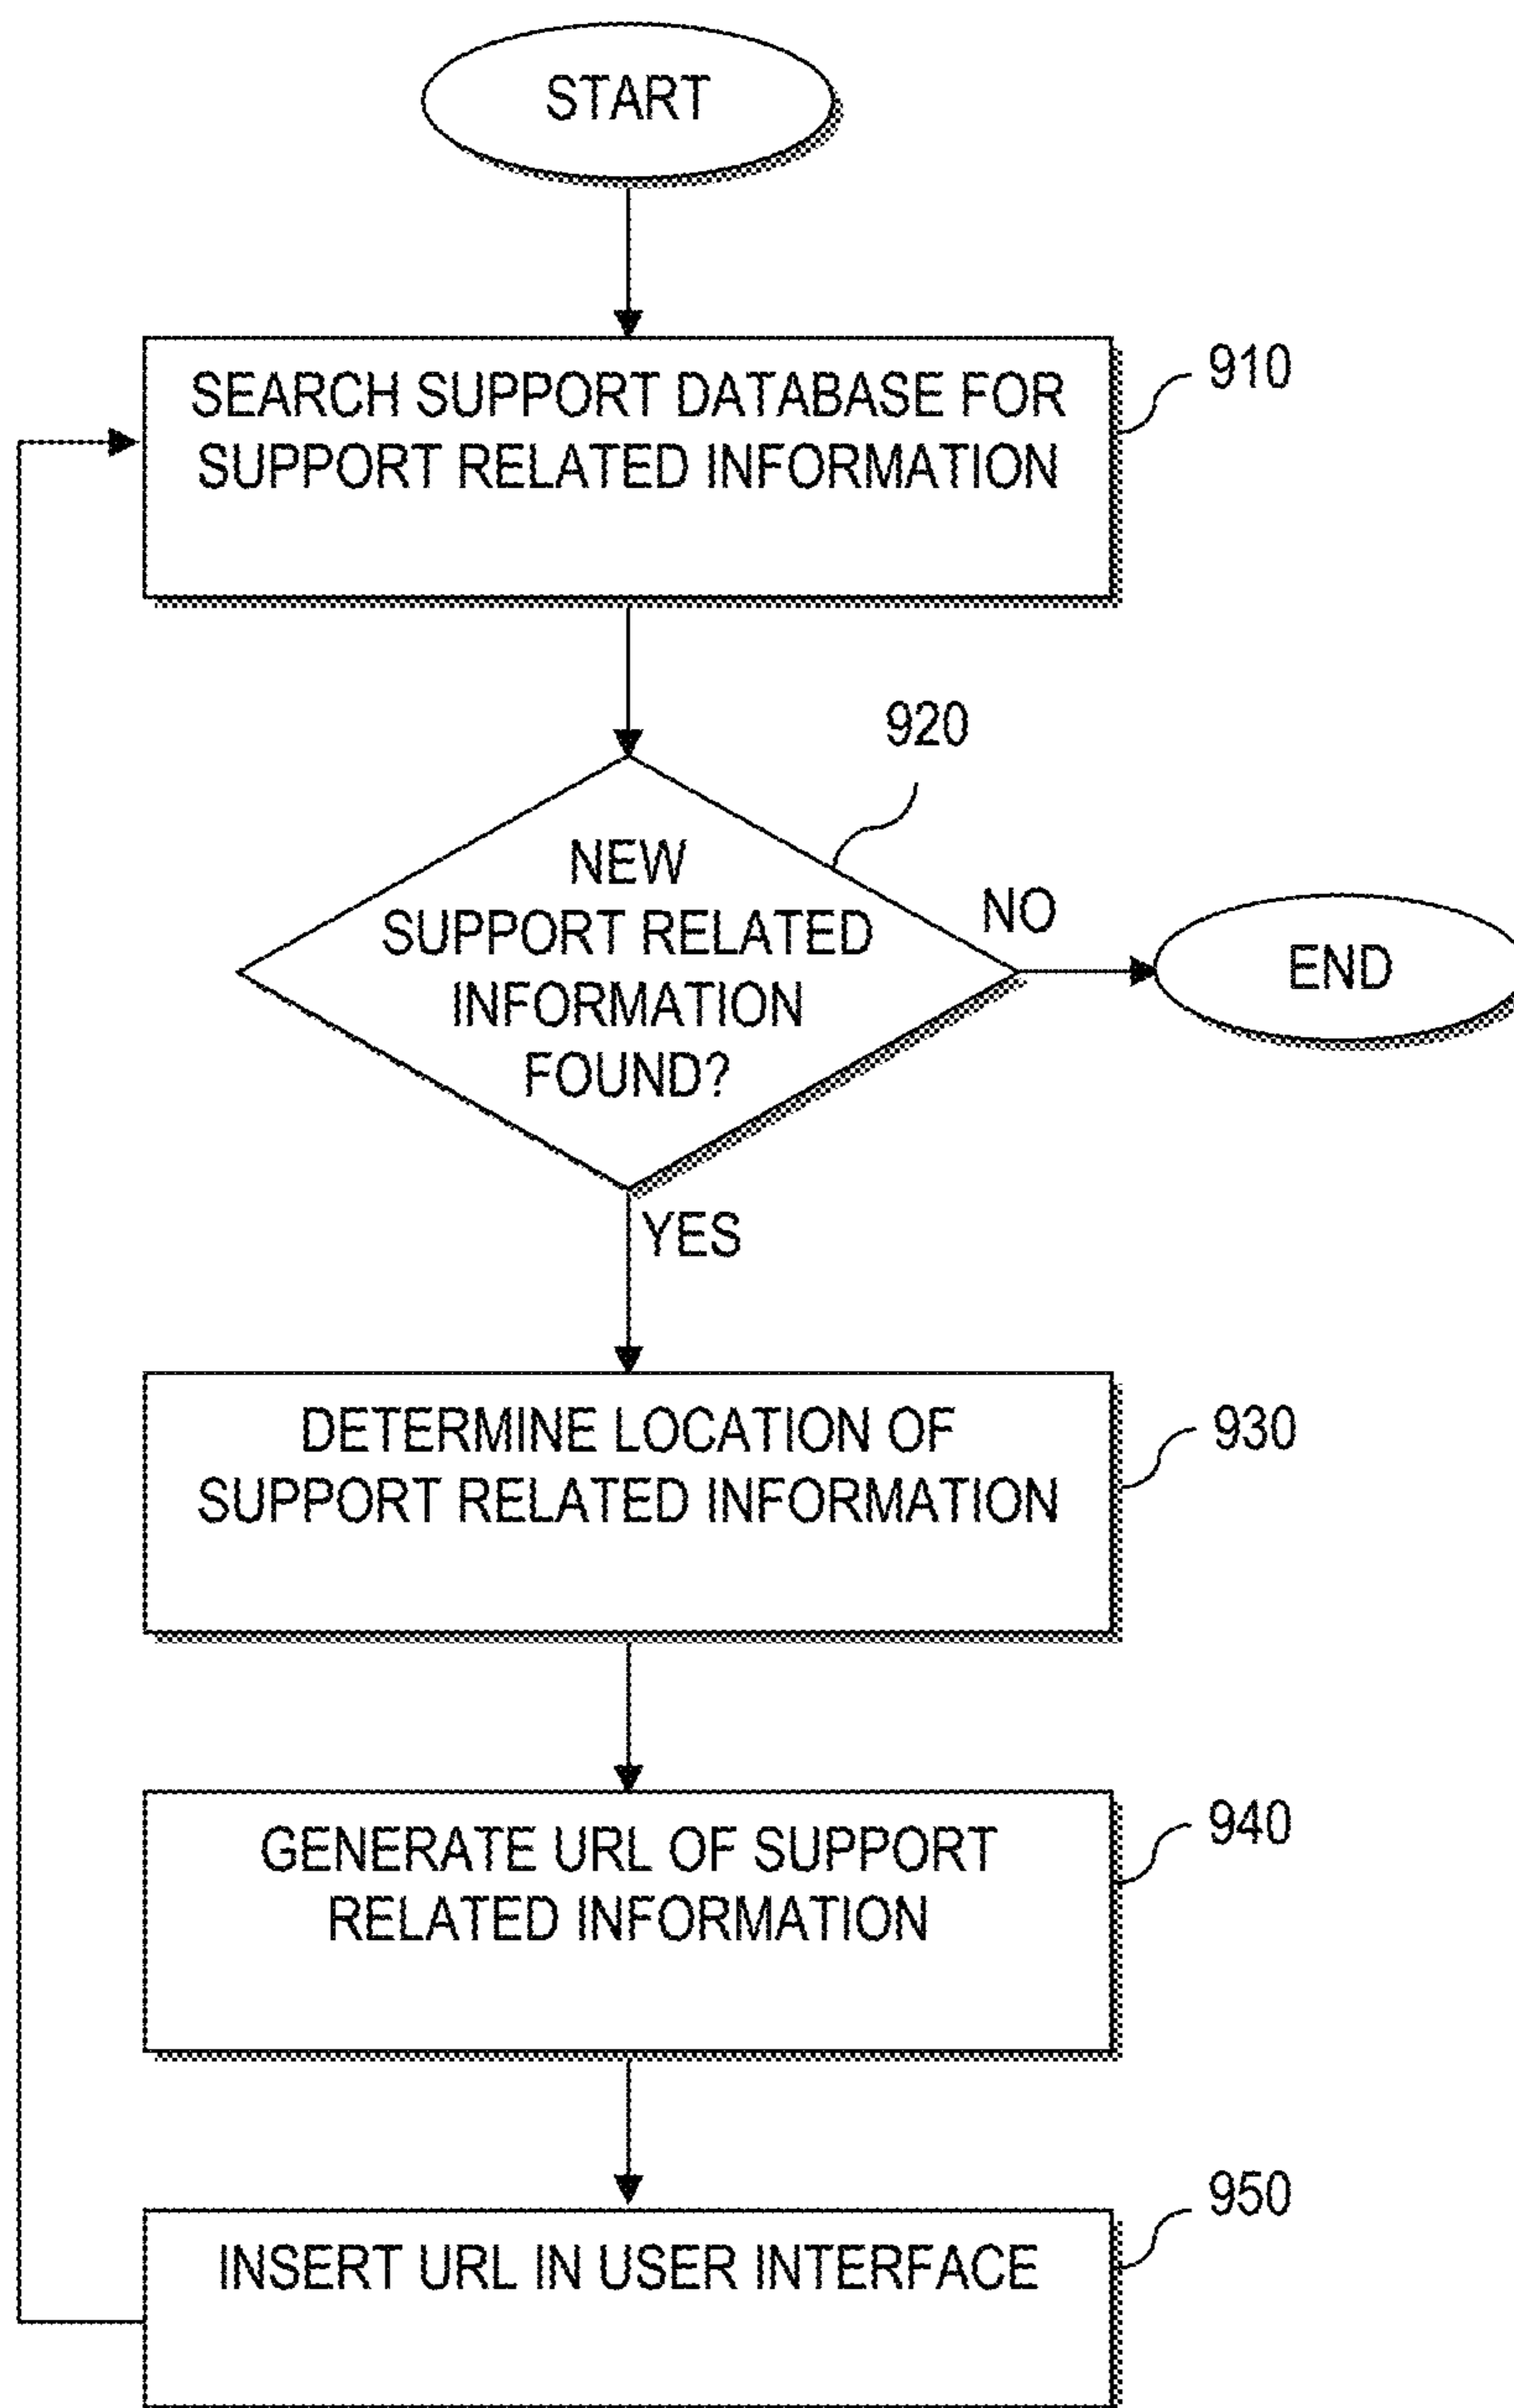 START
SEARCH SUPPORT DATABASE FOR
SUPPORT RELATED INFORMATION
910
920
NEW
SUPPORT RELATED
INFORMATION
FOUND?
NO
END
YES
DETERMINE LOCATION OF
SUPPORT RELATED INFORMATION
930
GENERATE URL OF SUPPORT
RELATED INFORMATION
940
INSERT URL IN USER INTERFACE
950